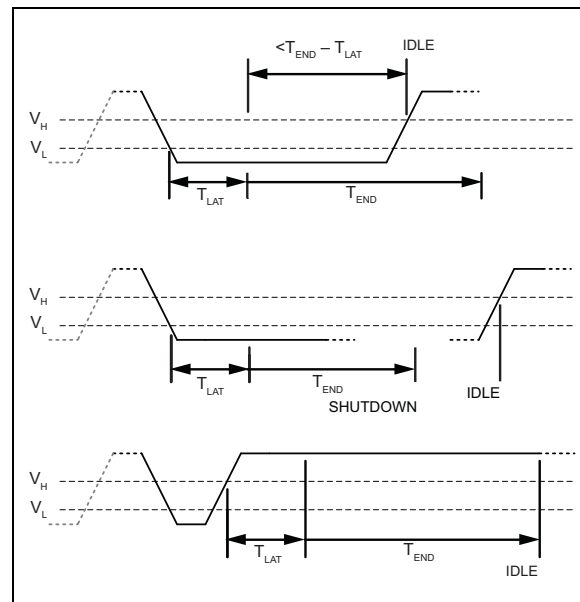 <T_END – T_LAT IDLE
V_H
V_L
T_LAT T_END
V_H
V_L
T_LAT T_END
SHUTDOWN IDLE
V_H
V_L
T_LAT T_END
IDLE